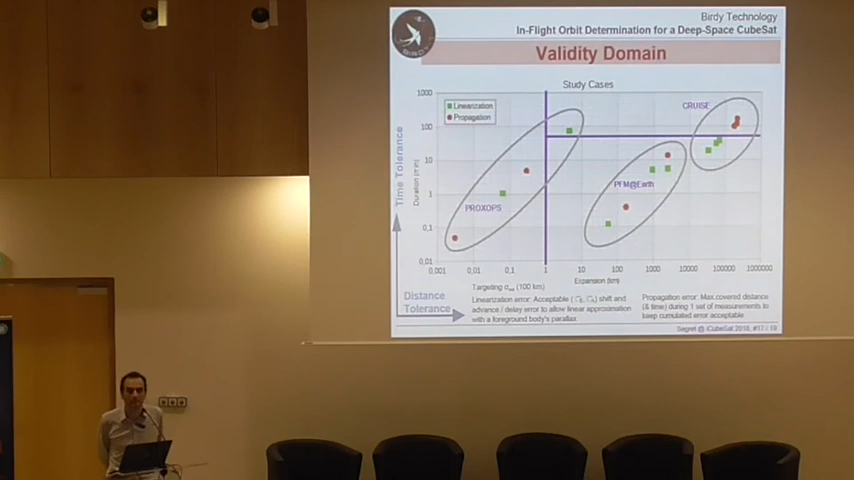 Birdy Technology
In-Flight Orbit Determination for a Deep-Space CubeSat
BIRDY
Validity Domain
Study Cases
Time Tolerance
Duration (min)
1000
100
10
1
0,1
0,01
Linearization
Propagation
CRUISE
PFM@Earth
PROXOPS
0,001 0,01 0,1 1 10 100 1000 10000 100000 1000000
Expansion (km)
Distance
Tolerance
Targeting (100 km)
Linearization error: Acceptable shift and
advance / delay error to allow linear approximation
with a foreground body's parallax
Propagation error: Max.covered distance
(& time) during 1 set of measurements to
keep cumulated error acceptable
Segret @ iCubeSat 2018, #17 / 19